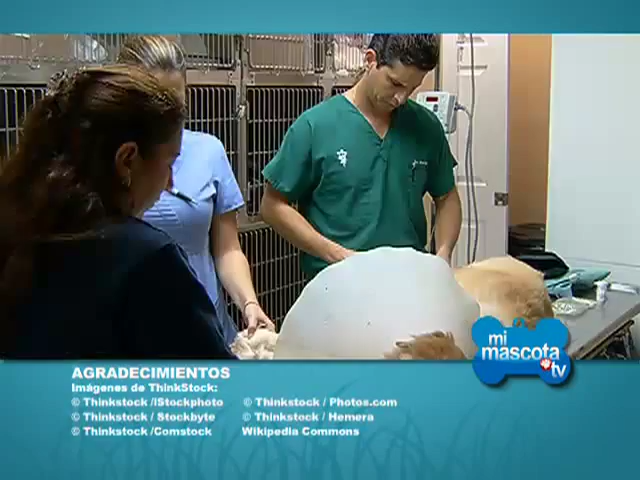 mi
mascota
tv
AGRADECIMIENTOS
Imágenes de ThinkStock:
© Thinkstock /iStockphoto © Thinkstock / Photos.com
© Thinkstock / Stockbyte © Thinkstock / Hemera
© Thinkstock /Comstock Wikipedia Commons